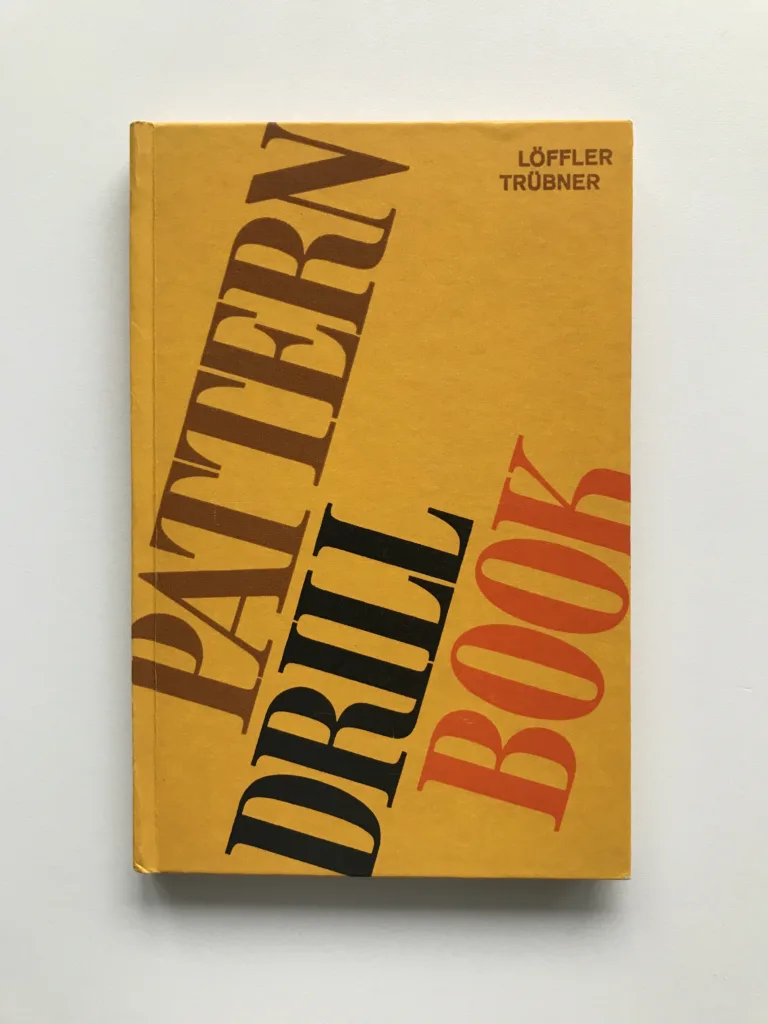 LÖFFLER
TRÜBNER
PATTERN
DRILL
BOOK